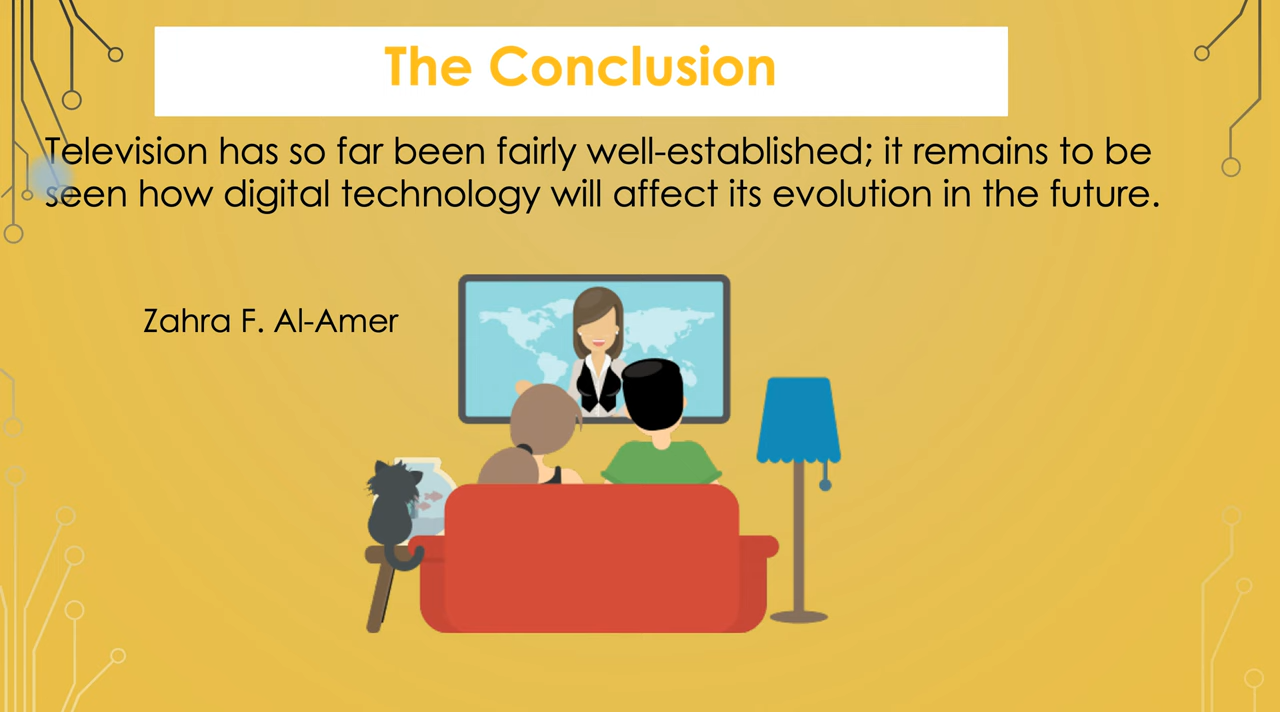 The Conclusion
Television has so far been fairly well-established; it remains to be
seen how digital technology will affect its evolution in the future.
Zahra F. Al-Amer